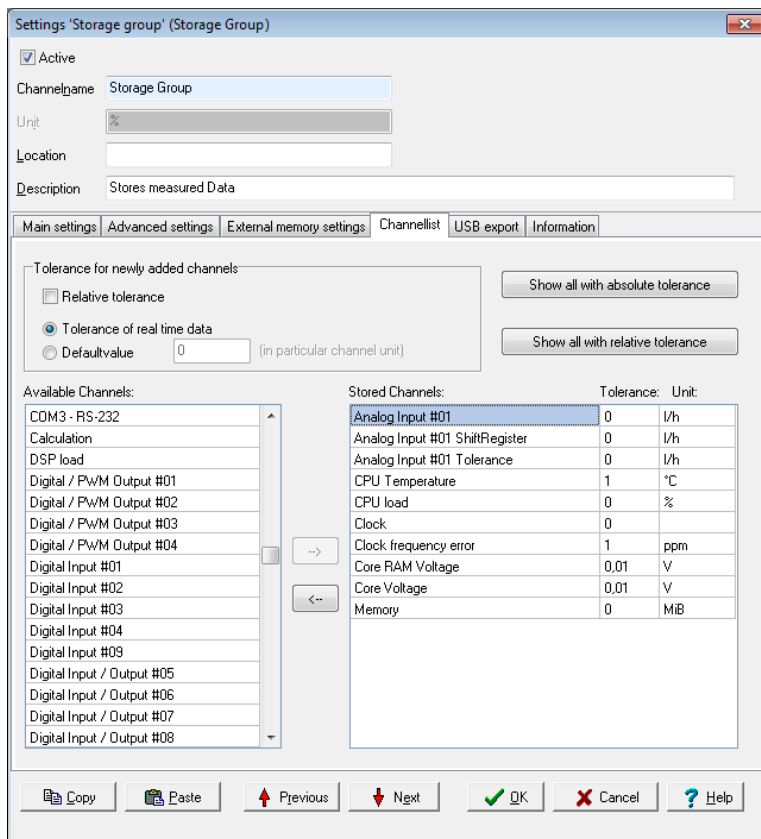 Settings 'Storage group' (Storage Group)
Active
Channelname Storage Group
Unit %
Location
Description Stores measured Data
Main settings Advanced settings External memory settings Channellist USB export Information
Tolerance for newly added channels
Relative tolerance
Tolerance of real time data
Defaultvalue 0 (in particular channel unit)
Show all with absolute tolerance
Show all with relative tolerance
Available Channels:
COM3 - RS-232
Calculation
DSP load
Digital / PWM Output #01
Digital / PWM Output #02
Digital / PWM Output #03
Digital / PWM Output #04
Digital Input #01
Digital Input #02
Digital Input #03
Digital Input #04
Digital Input #09
Digital Input / Output #05
Digital Input / Output #06
Digital Input / Output #07
Digital Input / Output #08
-->
<--
Stored Channels: Tolerance: Unit:
Analog Input #01 0 l/h
Analog Input #01 ShiftRegister 0 l/h
Analog Input #01 Tolerance 0 l/h
CPU Temperature 1 °C
CPU load 0 %
Clock 0
Clock frequency error 1 ppm
Core RAM Voltage 0,01 V
Core Voltage 0,01 V
Memory 0 MiB
Copy Paste Previous Next OK Cancel Help